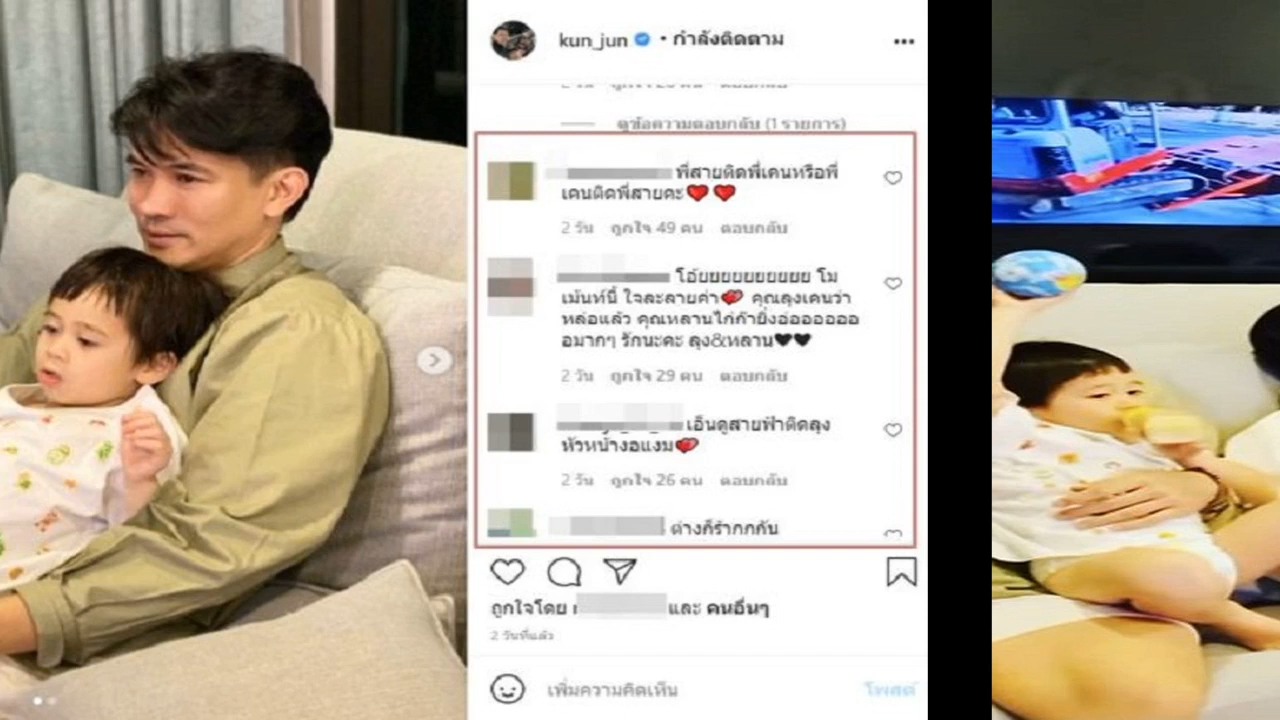 kun_jun • กำลังติดตาม
ดูข้อความตอบกลับ (1 รายการ)
พี่สายติดพี่เคนหรือพี่
เคนติดพี่สายคะ❤️❤️
2 วัน ถูกใจ 49 คน ตอบกลับ
โอ้ยยยยยยยยยย โม
เม้นท์นี้ ใจละลายค่า💕 คุณลุงเคนว่า
หล่อแล้ว คุณหลานไก่ก้ายิ่งฮ่ออออออ
อมากๆ รักนะคะ ลุง&หลาน🖤🖤
2 วัน ถูกใจ 29 คน ตอบกลับ
เอ็นดูสายฟ้าติดลุง
หัวหน้างอแงม💕
2 วัน ถูกใจ 26 คน ตอบกลับ
ต่างก็รักกัน
ถูกใจโดย และ คนอื่นๆ
2 วันที่แล้ว
เพิ่มความคิดเห็น โพสต์